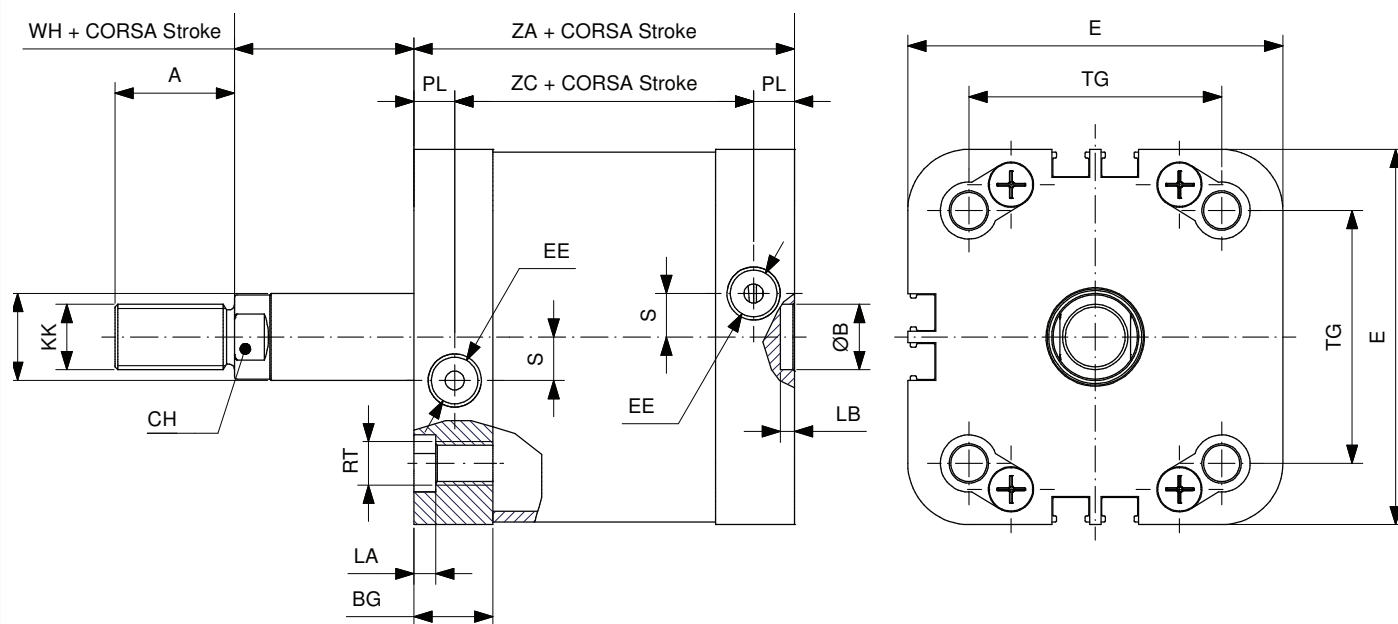 WH + CORSA Stroke
ZA + CORSA Stroke
E
A
PL
ZC + CORSA Stroke
PL
TG
EE
KK
S
S
ØB
TG
E
CH
EE
LB
RT
LA
BG